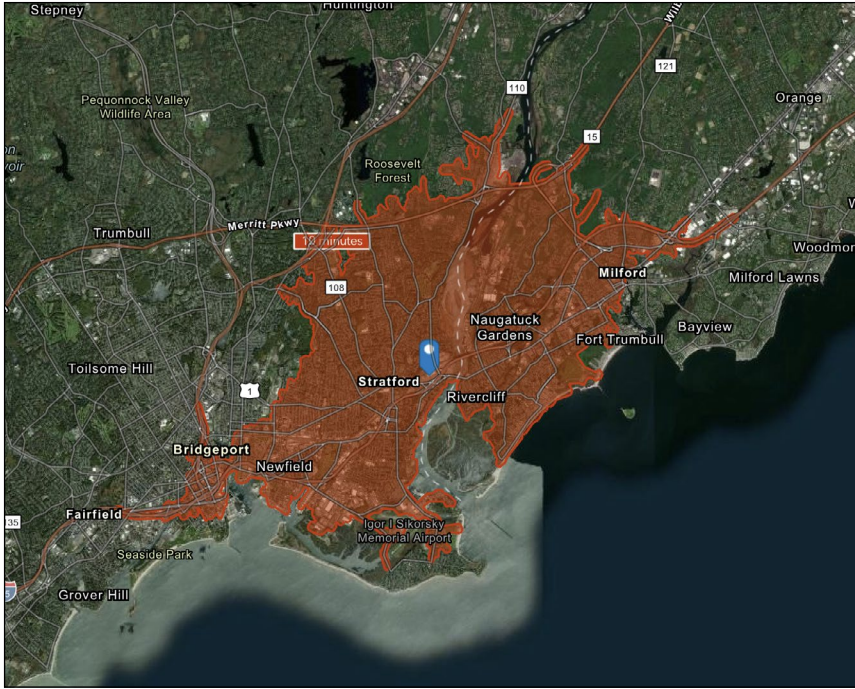 Stepney
Huntington
121
110
Orange
Pequonnock Valley
Wildlife Area
15
Roosevelt
Forest
Merritt Pkwy
Trumbull
10 minutes
Milford
Milford Lawns
108
Naugatuck
Gardens
Bayview
Fort Trumbull
Toilsome Hill
Stratford
1
Rivercliff
Bridgeport
Newfield
Fairfield
Igor I Sikorsky
Memorial Airport
Seaside Park
Grover Hill